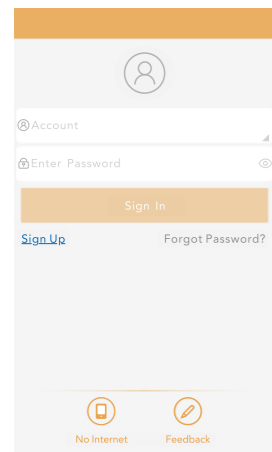 Account
Enter Password
Sign In
Sign Up Forgot Password?
No Internet Feedback